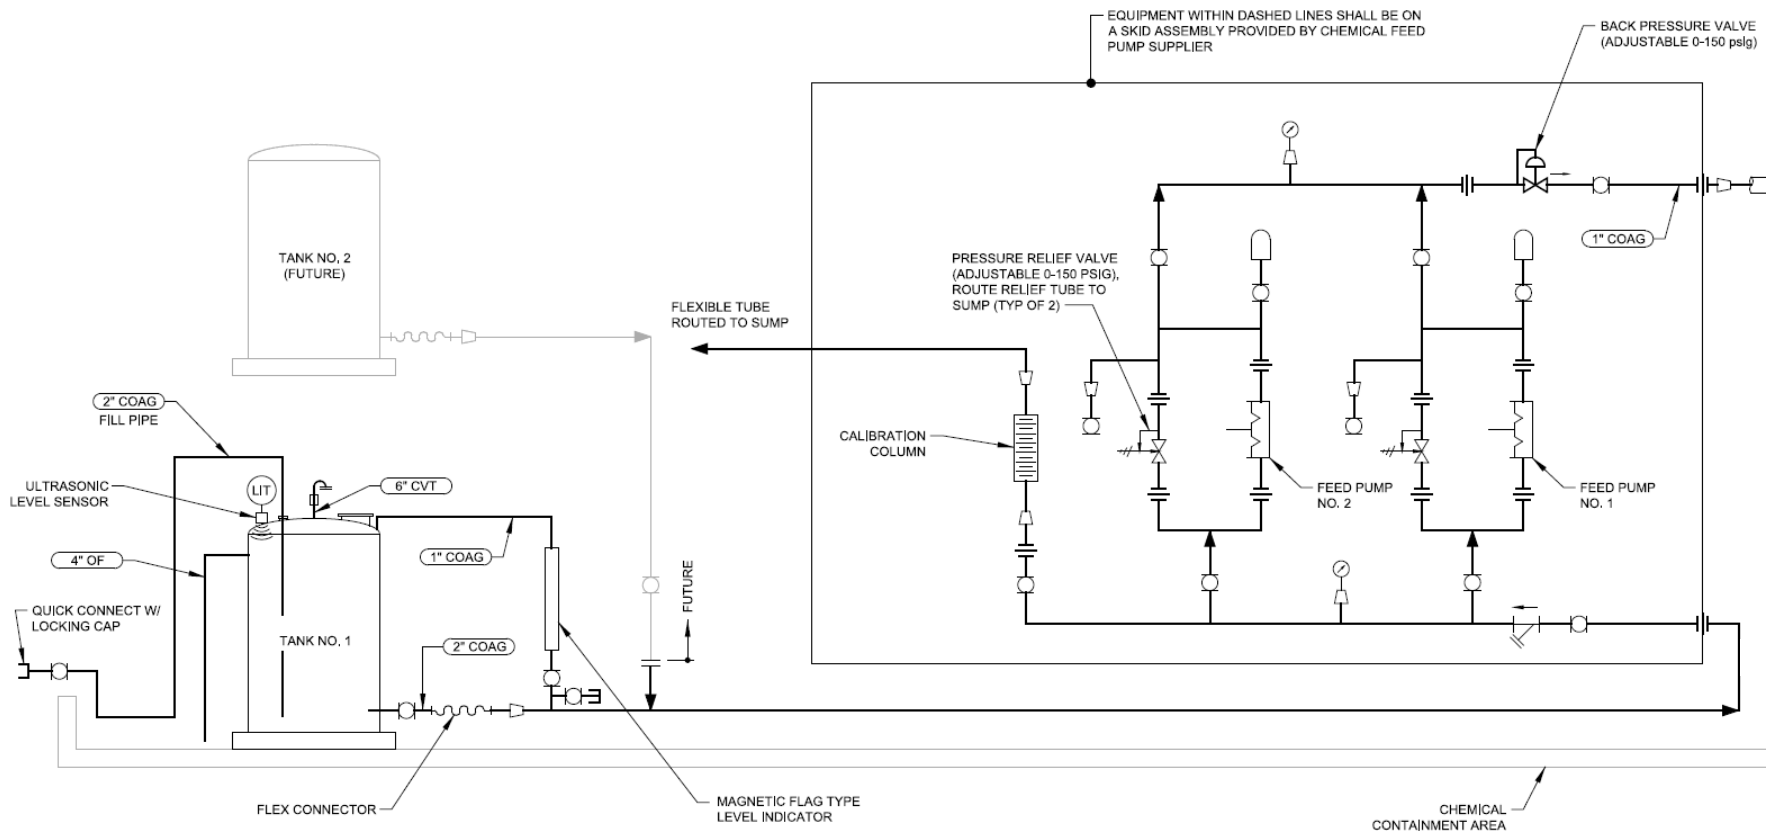 EQUIPMENT WITHIN DASHED LINES SHALL BE ON
A SKID ASSEMBLY PROVIDED BY CHEMICAL FEED
PUMP SUPPLIER
BACK PRESSURE VALVE
(ADJUSTABLE 0-150 psig)
1" COAG
TANK NO. 2
(FUTURE)
PRESSURE RELIEF VALVE
(ADJUSTABLE 0-150 PSIG),
ROUTE RELIEF TUBE TO
SUMP (TYP OF 2)
FLEXIBLE TUBE
ROUTED TO SUMP
2" COAG
FILL PIPE
CALIBRATION
COLUMN
ULTRASONIC
LEVEL SENSOR
LIT
6" CVT
FEED PUMP
NO. 2
FEED PUMP
NO. 1
4" OF
1" COAG
FUTURE
QUICK CONNECT W/
LOCKING CAP
TANK NO. 1
2" COAG
FLEX CONNECTOR
MAGNETIC FLAG TYPE
LEVEL INDICATOR
CHEMICAL
CONTAINMENT AREA